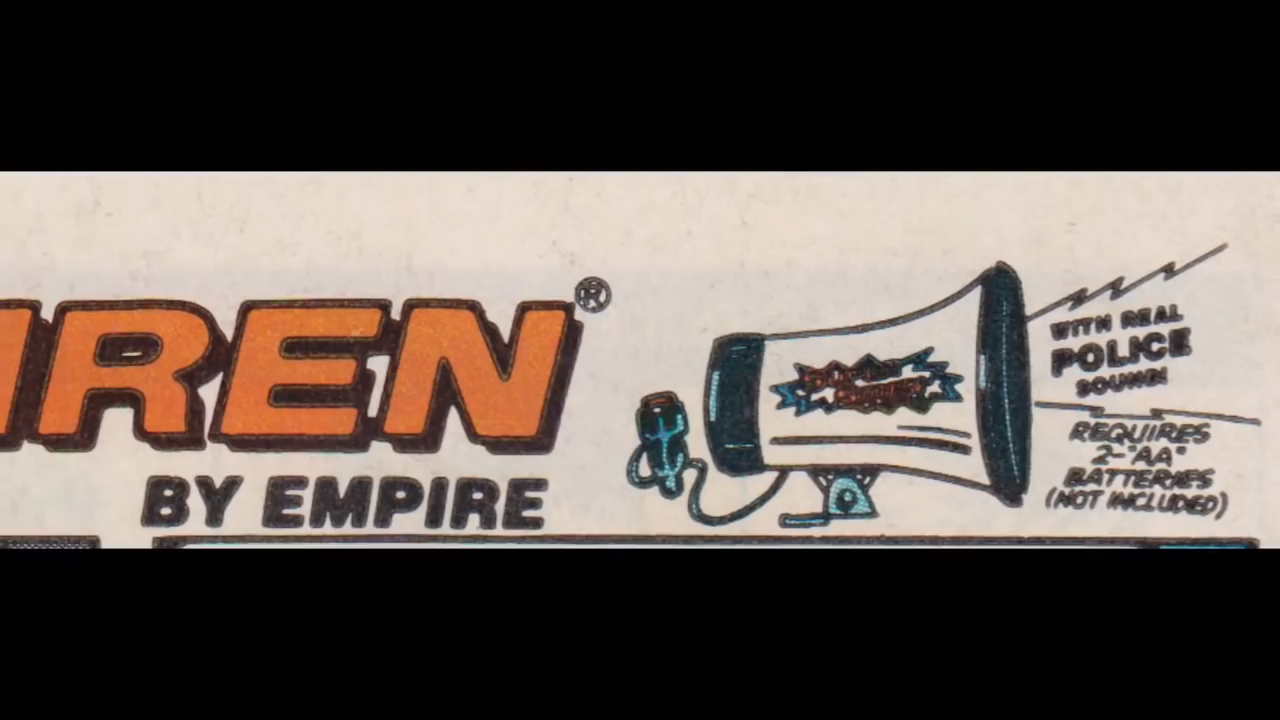 IREN®
BY EMPIRE
WITH REAL
POLICE
SOUND!
REQUIRES
2-"AA"
BATTERIES
(NOT INCLUDED)